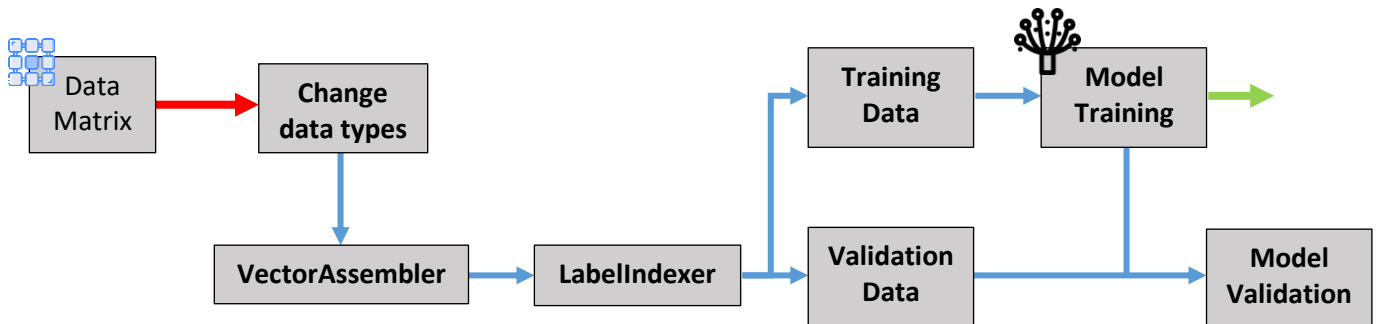 Data
Matrix
Change
data types
Training
Data
Model
Training
VectorAssembler
LabelIndexer
Validation
Data
Model
Validation